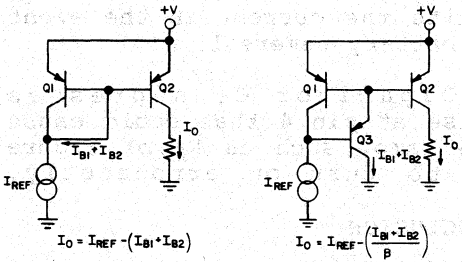 +V
+V
Q1
Q2
Q1
Q2
I_O
I_B1+I_B2
Q3
I_B1+I_B2
I_O
I_REF
I_REF
I_O = I_REF-(I_B1+I_B2)
I_O = I_REF-((I_B1+I_B2)/β)